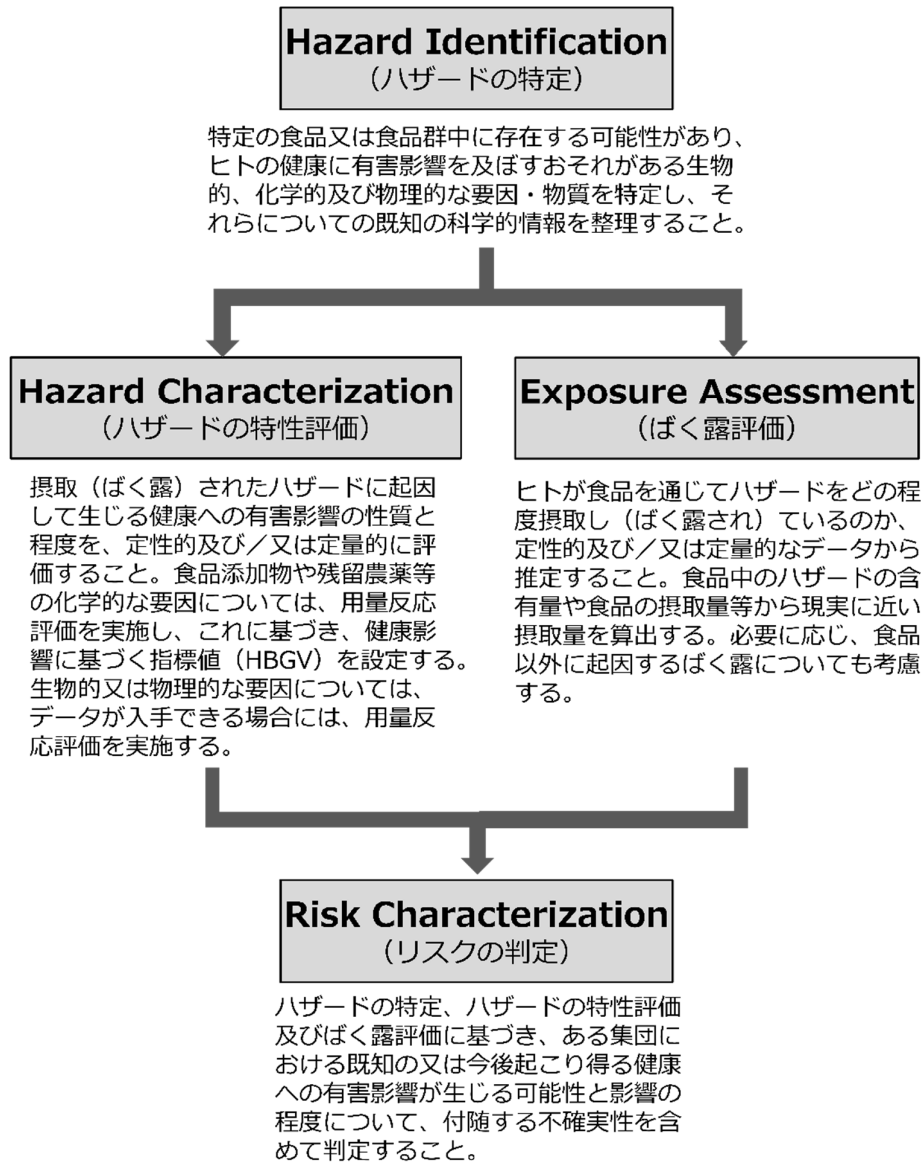 Hazard Identification
（ハザードの特定）
特定の食品又は食品群中に存在する可能性があり、
ヒトの健康に有害影響を及ぼすおそれがある生物
的、化学的及び物理的な要因・物質を特定し、そ
れらについての既知の科学的情報を整理すること。
Hazard Characterization
（ハザードの特性評価）
摂取（ばく露）されたハザードに起因
して生じる健康への有害影響の性質と
程度を、定性的及び／又は定量的に評
価すること。食品添加物や残留農薬等
の化学的な要因については、用量反応
評価を実施し、これに基づき、健康影
響に基づく指標値（HBGV）を設定する。
生物的又は物理的な要因については、
データが入手できる場合には、用量反
応評価を実施する。
Exposure Assessment
（ばく露評価）
ヒトが食品を通じてハザードをどの程
度摂取し（ばく露され）ているのか、
定性的及び／又は定量的なデータから
推定すること。食品中のハザードの含
有量や食品の摂取量等から現実に近い
摂取量を算出する。必要に応じ、食品
以外に起因するばく露についても考慮
する。
Risk Characterization
（リスクの判定）
ハザードの特定、ハザードの特性評価
及びばく露評価に基づき、ある集団に
おける既知の又は今後起こり得る健康
への有害影響が生じる可能性と影響の
程度について、付随する不確実性を含
めて判定すること。